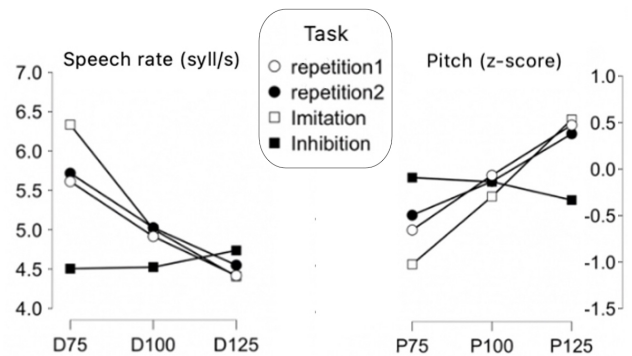 Task
repetition1
repetition2
Imitation
Inhibition
Speech rate (syll/s)
7.0
6.5
6.0
5.5
5.0
4.5
4.0
D75 D100 D125
Pitch (z-score)
1.0
0.5
0.0
-0.5
-1.0
-1.5
P75 P100 P125